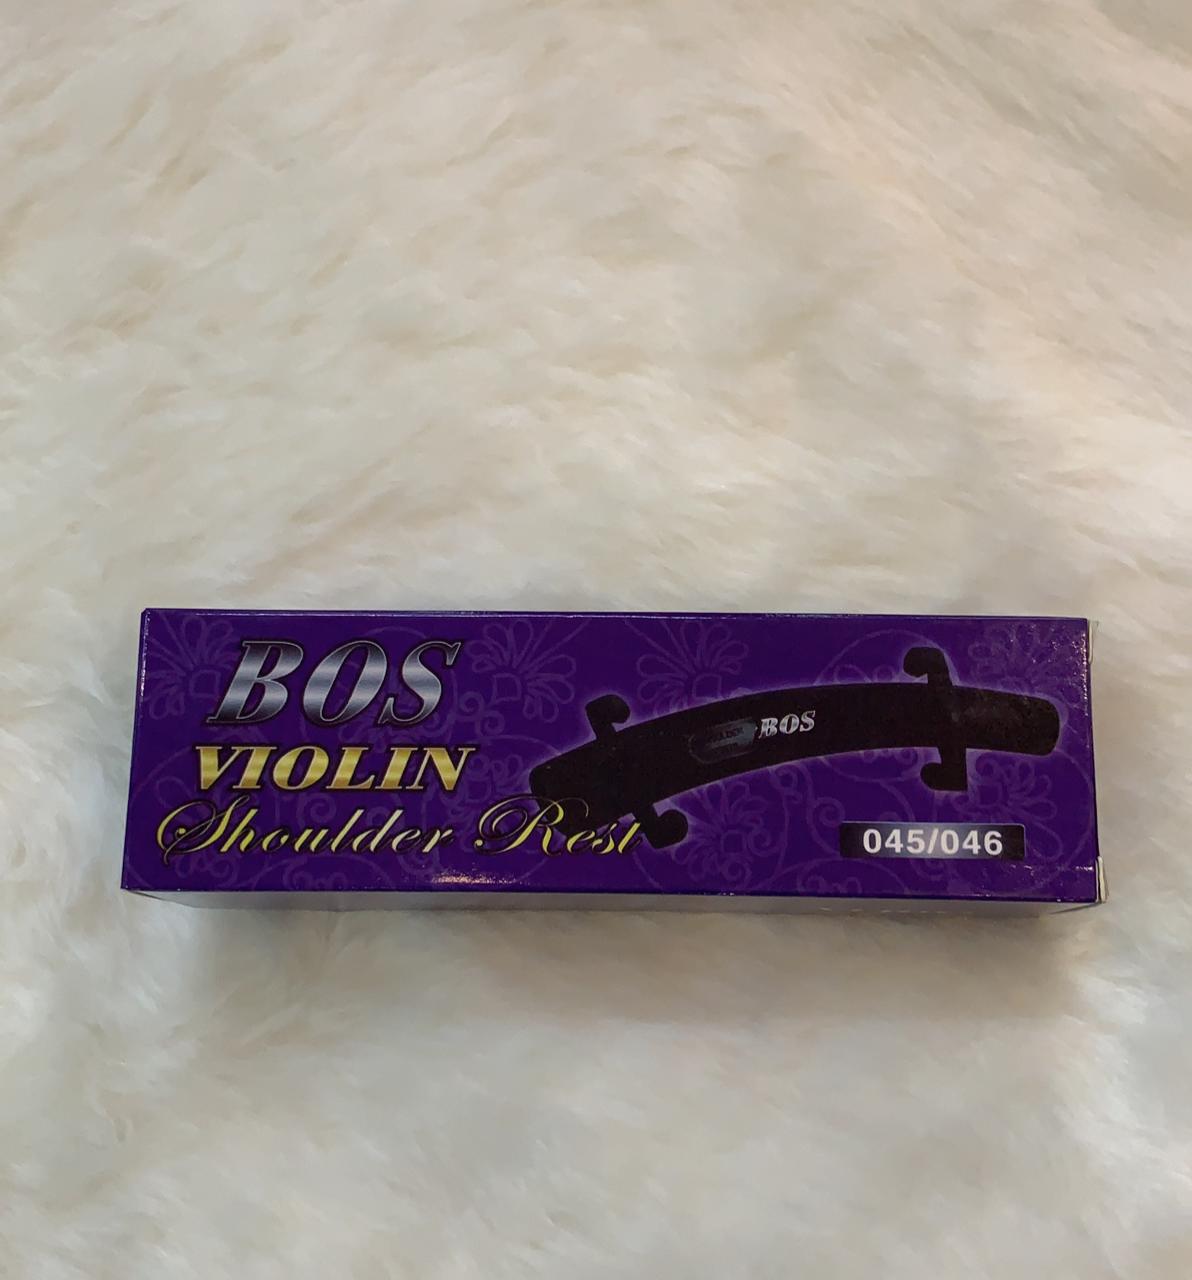 BOS
VIOLIN
Shoulder Rest
BOS
045/046